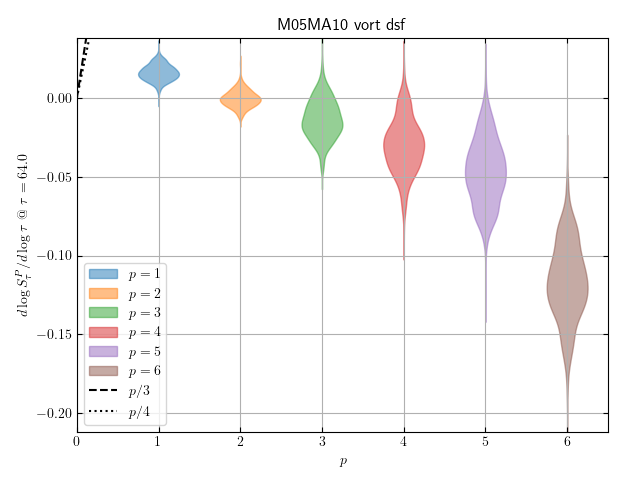 M05MA10 vort dsf
d log S_τ^P / d log τ @ τ = 64.0
0.00
−0.05
−0.10
−0.15
−0.20
p = 1
p = 2
p = 3
p = 4
p = 5
p = 6
p/3
p/4
0 1 2 3 4 5 6
p